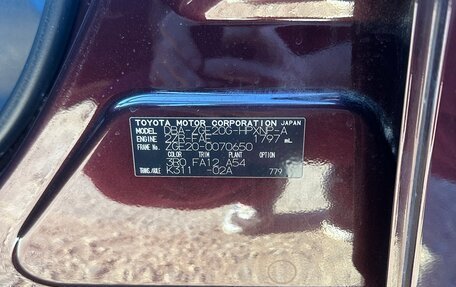 TOYOTA MOTOR CORPORATION JAPAN
MODEL DBA-ZGE20G-HPXNP-A
ENGINE 2ZR-FAE 1797 mL
FRAME No. ZGE20-0070650
COLOR TRIM PLANT OPTION
3R0 FA12 A54
TRANS./AXLE K311 -02A 779